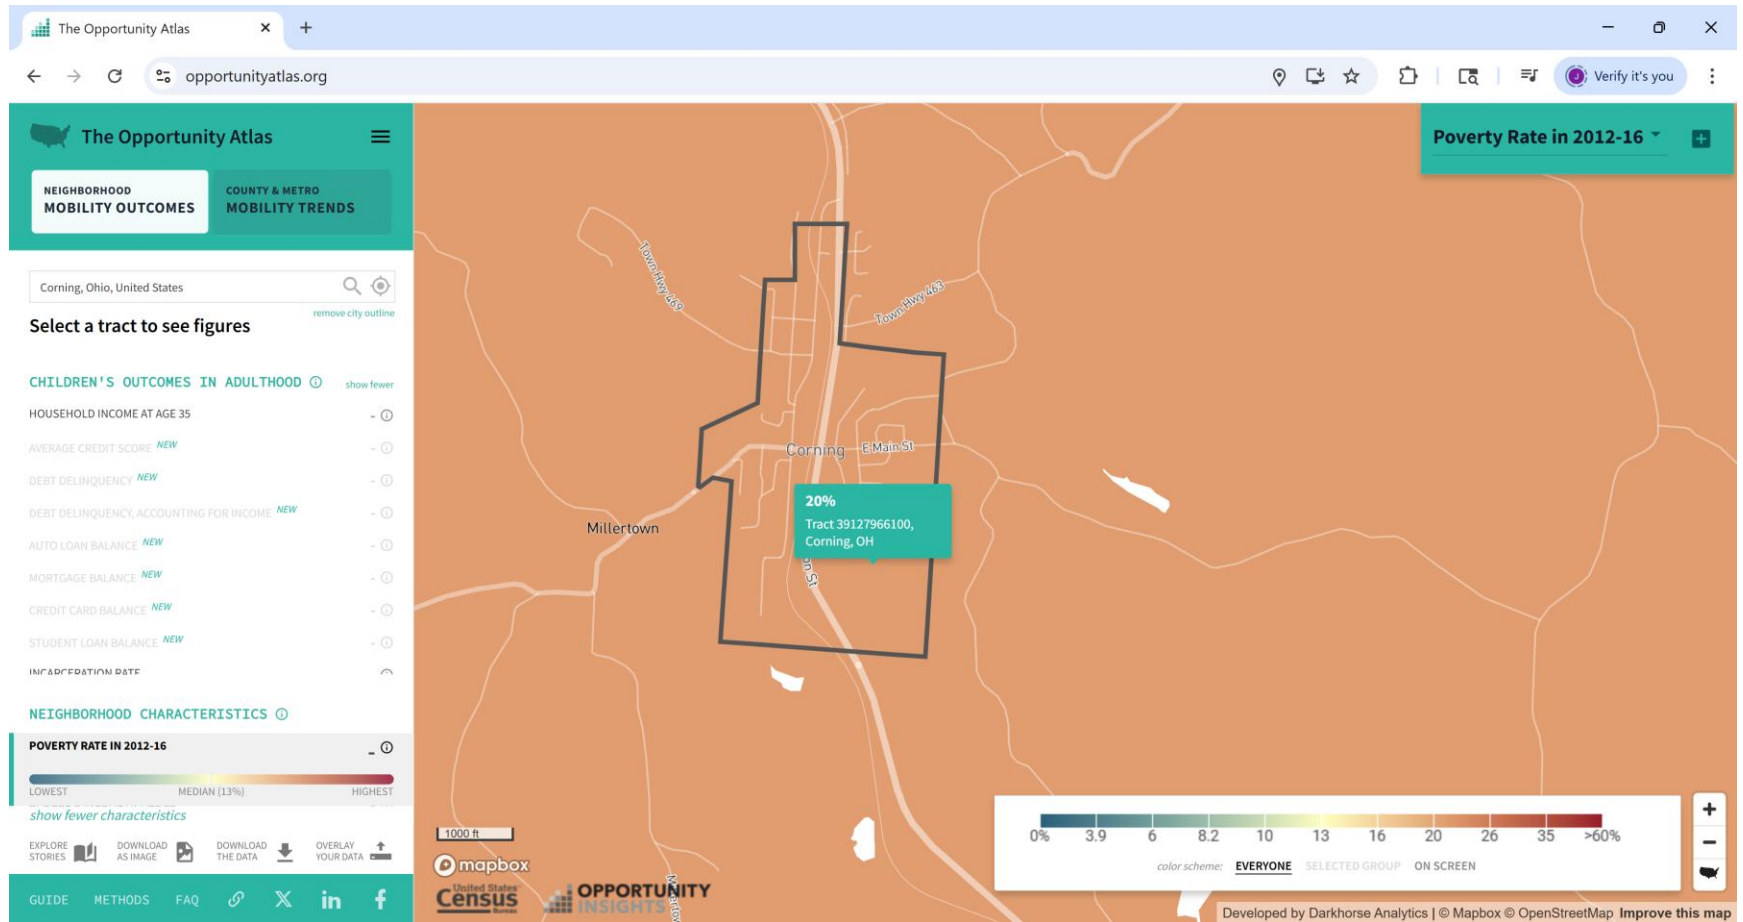 The Opportunity Atlas
opportunityatlas.org
Verify it's you
The Opportunity Atlas
NEIGHBORHOOD
MOBILITY OUTCOMES
COUNTY & METRO
MOBILITY TRENDS
Corning, Ohio, United States
remove city outline
Select a tract to see figures
CHILDREN'S OUTCOMES IN ADULTHOOD
show fewer
HOUSEHOLD INCOME AT AGE 35 -
AVERAGE CREDIT SCORE NEW -
DEBT DELINQUENCY NEW -
DEBT DELINQUENCY, ACCOUNTING FOR INCOME NEW -
AUTO LOAN BALANCE NEW -
MORTGAGE BALANCE NEW -
CREDIT CARD BALANCE NEW -
STUDENT LOAN BALANCE NEW -
INCARCERATION RATE
NEIGHBORHOOD CHARACTERISTICS
POVERTY RATE IN 2012-16 -
LOWEST MEDIAN (13%) HIGHEST
show fewer characteristics
EXPLORE STORIES
DOWNLOAD AS IMAGE
DOWNLOAD THE DATA
OVERLAY YOUR DATA
GUIDE METHODS FAQ
Poverty Rate in 2012-16
Town Hwy 469
Town Hwy 463
Corning
E Main St
Millertown
20%
Tract 39127966100,
Corning, OH
on St
1000 ft
mapbox
United States
Census
Bureau
OPPORTUNITY
INSIGHTS
0% 3.9 6 8.2 10 13 16 20 26 35 >60%
color scheme: EVERYONE SELECTED GROUP ON SCREEN
Developed by Darkhorse Analytics | © Mapbox © OpenStreetMap Improve this map